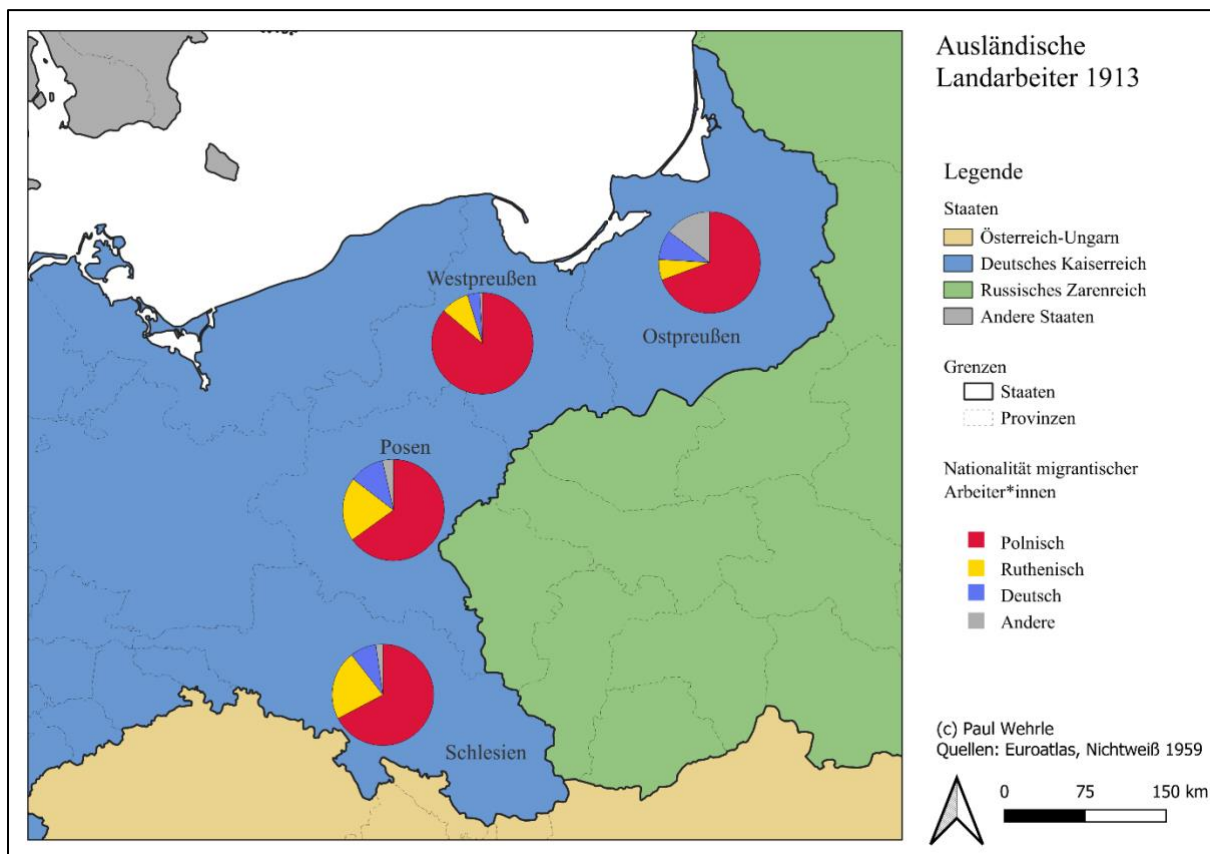 Ausländische
Landarbeiter 1913
Legende
Staaten
Österreich-Ungarn
Deutsches Kaiserreich
Russisches Zarenreich
Andere Staaten
Grenzen
Staaten
Provinzen
Nationalität migrantischer
Arbeiter*innen
Polnisch
Ruthenisch
Deutsch
Andere
(c) Paul Wehrle
Quellen: Euroatlas, Nichtweiß 1959
0 75 150 km
Westpreußen
Ostpreußen
Posen
Schlesien